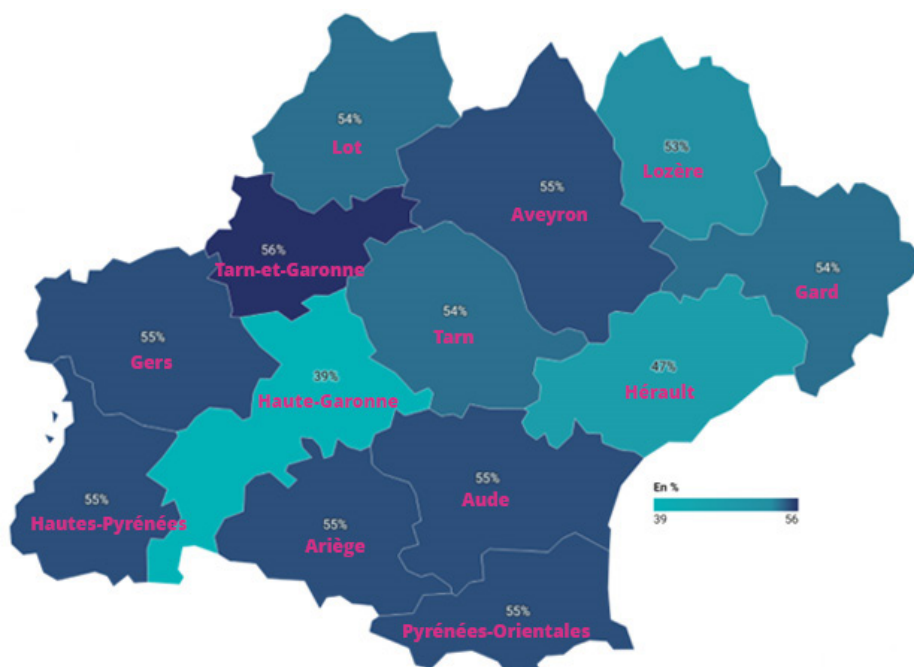 54%
Lot
53%
Lozère
55%
Aveyron
56%
Tarn-et-Garonne
54%
Gard
54%
Tarn
55%
Gers
39%
Haute-Garonne
47%
Hérault
55%
Aude
55%
Hautes-Pyrénées
55%
Ariège
55%
Pyrénées-Orientales
En %
39 56